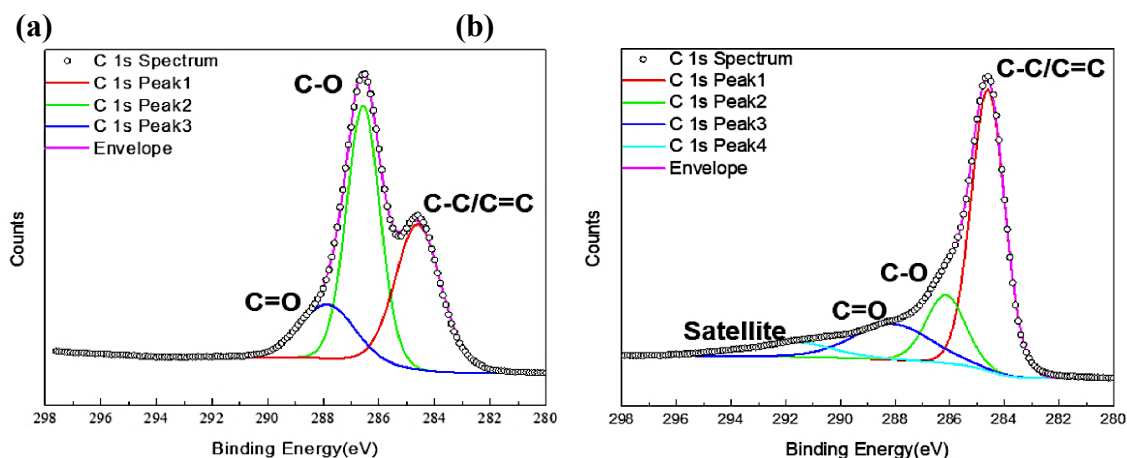 (a)
C 1s Spectrum
C 1s Peak1
C 1s Peak2
C 1s Peak3
Envelope
C-O
C-C/C=C
C=O
Counts
298 296 294 292 290 288 286 284 282 280
Binding Energy(eV)
(b)
C 1s Spectrum
C 1s Peak1
C 1s Peak2
C 1s Peak3
C 1s Peak4
Envelope
C-C/C=C
C-O
C=O
Satellite
Counts
298 296 294 292 290 288 286 284 282 280
Binding Energy(eV)